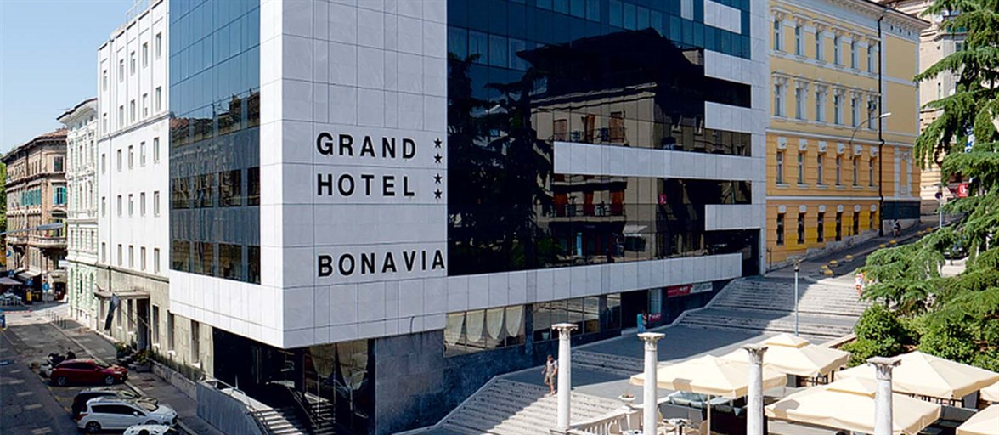 GRAND ★★
HOTEL ★★
BONAVIA